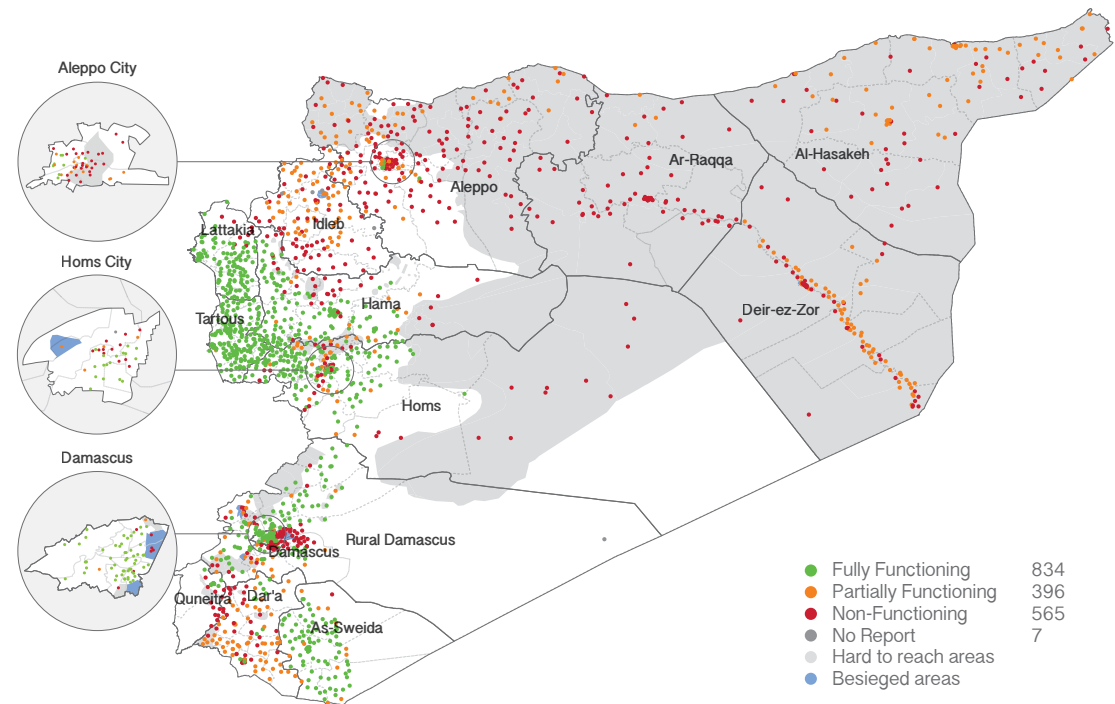 Aleppo City
Homs City
Damascus
Ar-Raqqa
Al-Hasakeh
Aleppo
Idleb
Lattakia
Hama
Tartous
Deir-ez-Zor
Homs
Rural Damascus
Damascus
Quneitra
Dar'a
As-Sweida
Fully Functioning 834
Partially Functioning 396
Non-Functioning 565
No Report 7
Hard to reach areas
Besieged areas